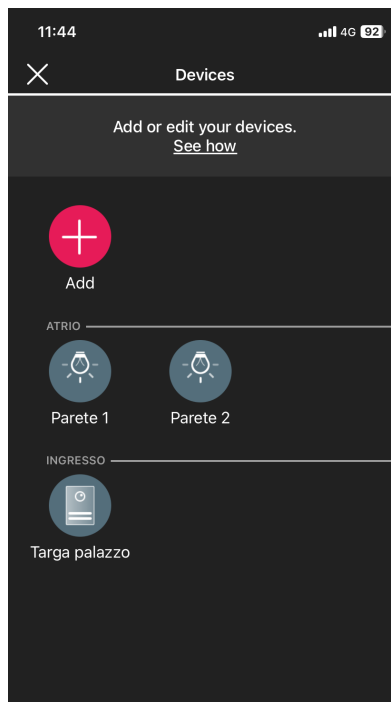 11:44
4G 92
Devices
Add or edit your devices.
See how
Add
ATRIO
Parete 1
Parete 2
INGRESSO
Targa palazzo